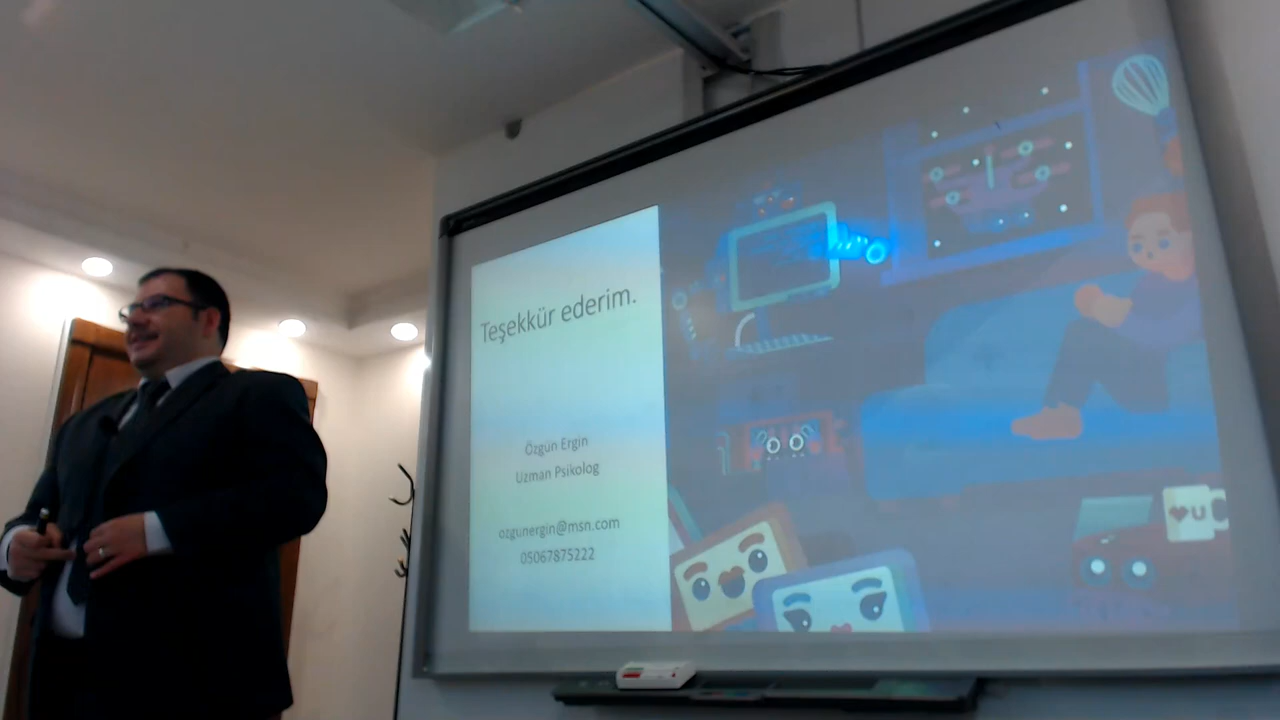 Teşekkür ederim.
Özgün Ergin
Uzman Psikolog
ozgunergin@msn.com
05067875222
♥U